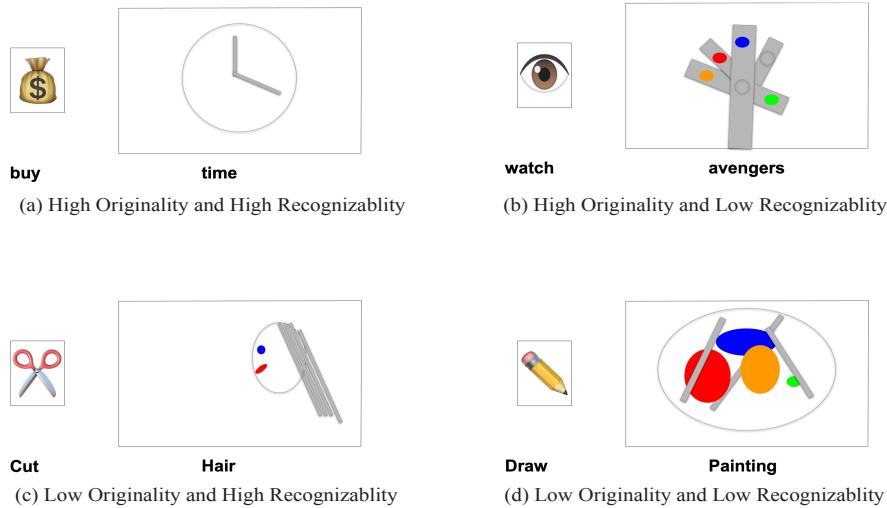 $
buy time
(a) High Originality and High Recognizablity
watch avengers
(b) High Originality and Low Recognizablity
Cut Hair
(c) Low Originality and High Recognizablity
Draw Painting
(d) Low Originality and Low Recognizablity